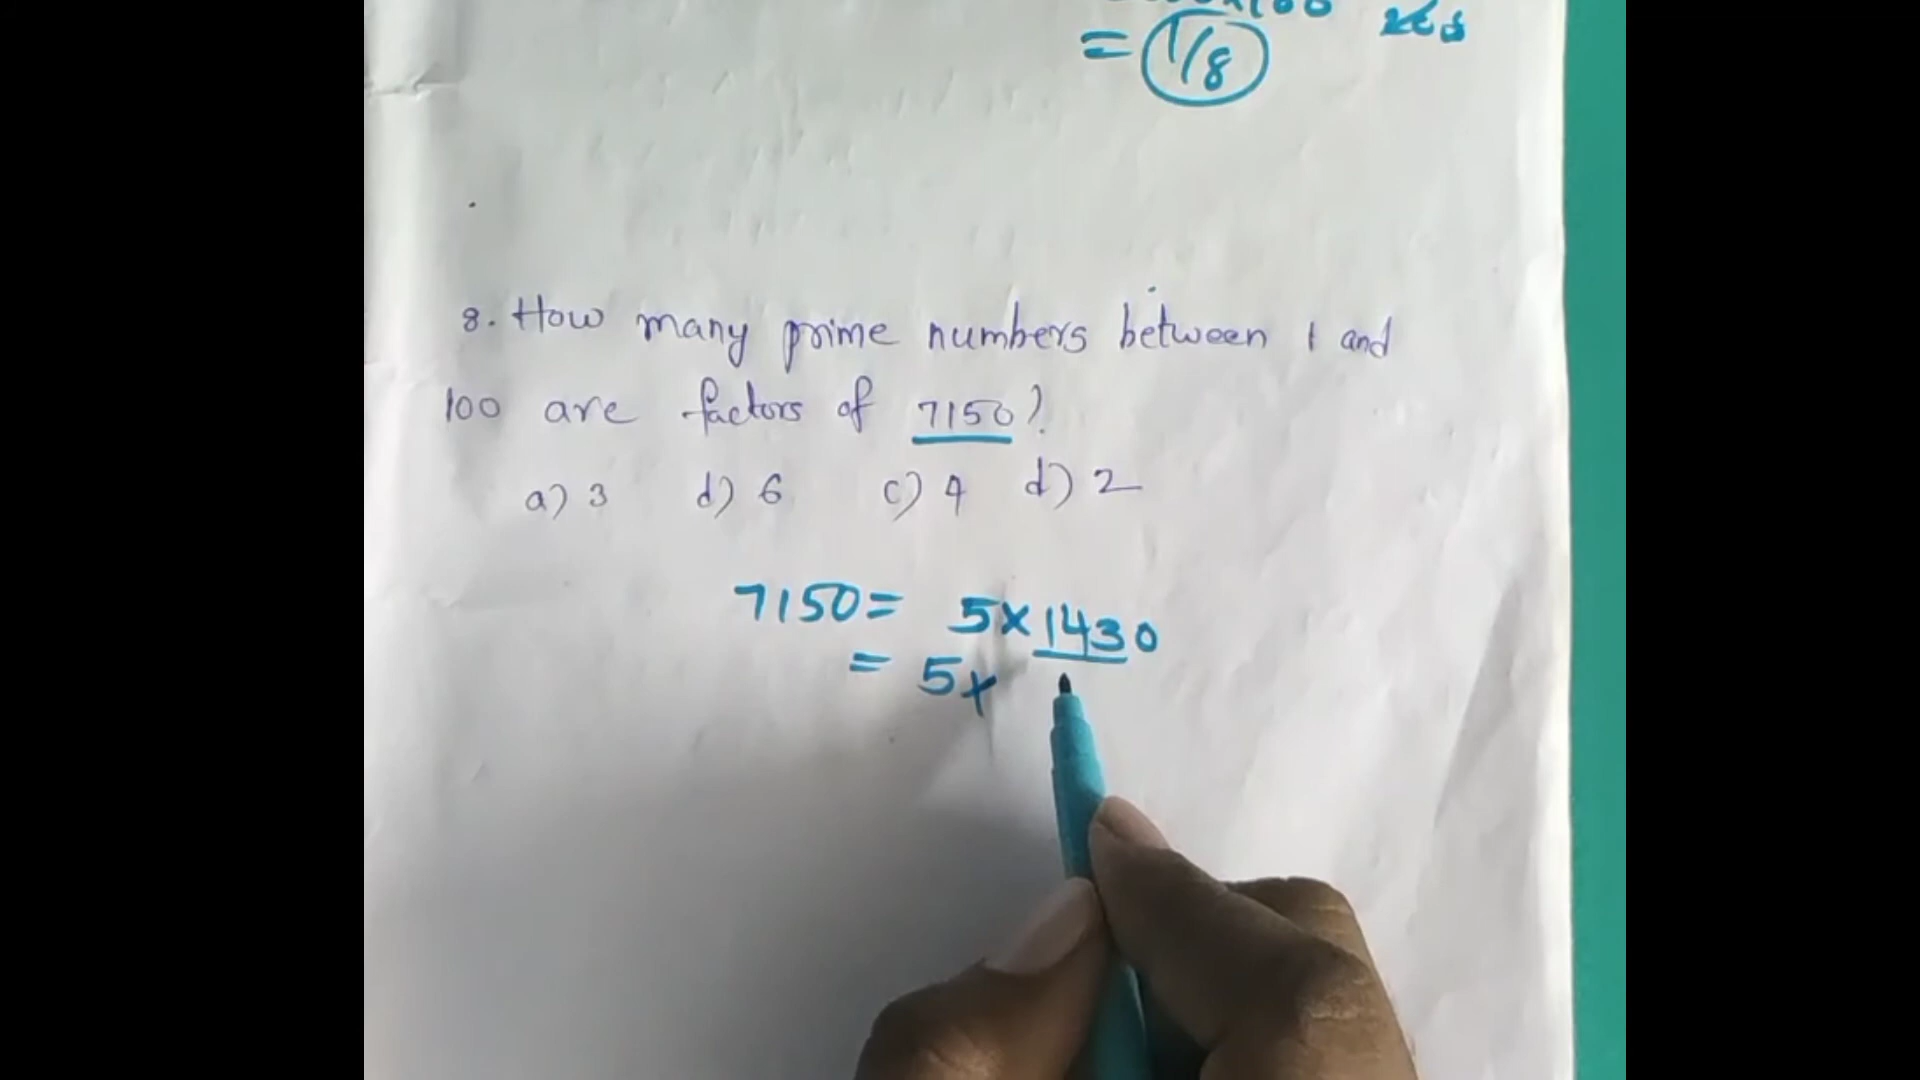 = 1/8
8. How many prime numbers between 1 and
100 are factors of 7150?
a) 3 d) 6 c) 4 d) 2
7150 = 5 x 1430
= 5 x